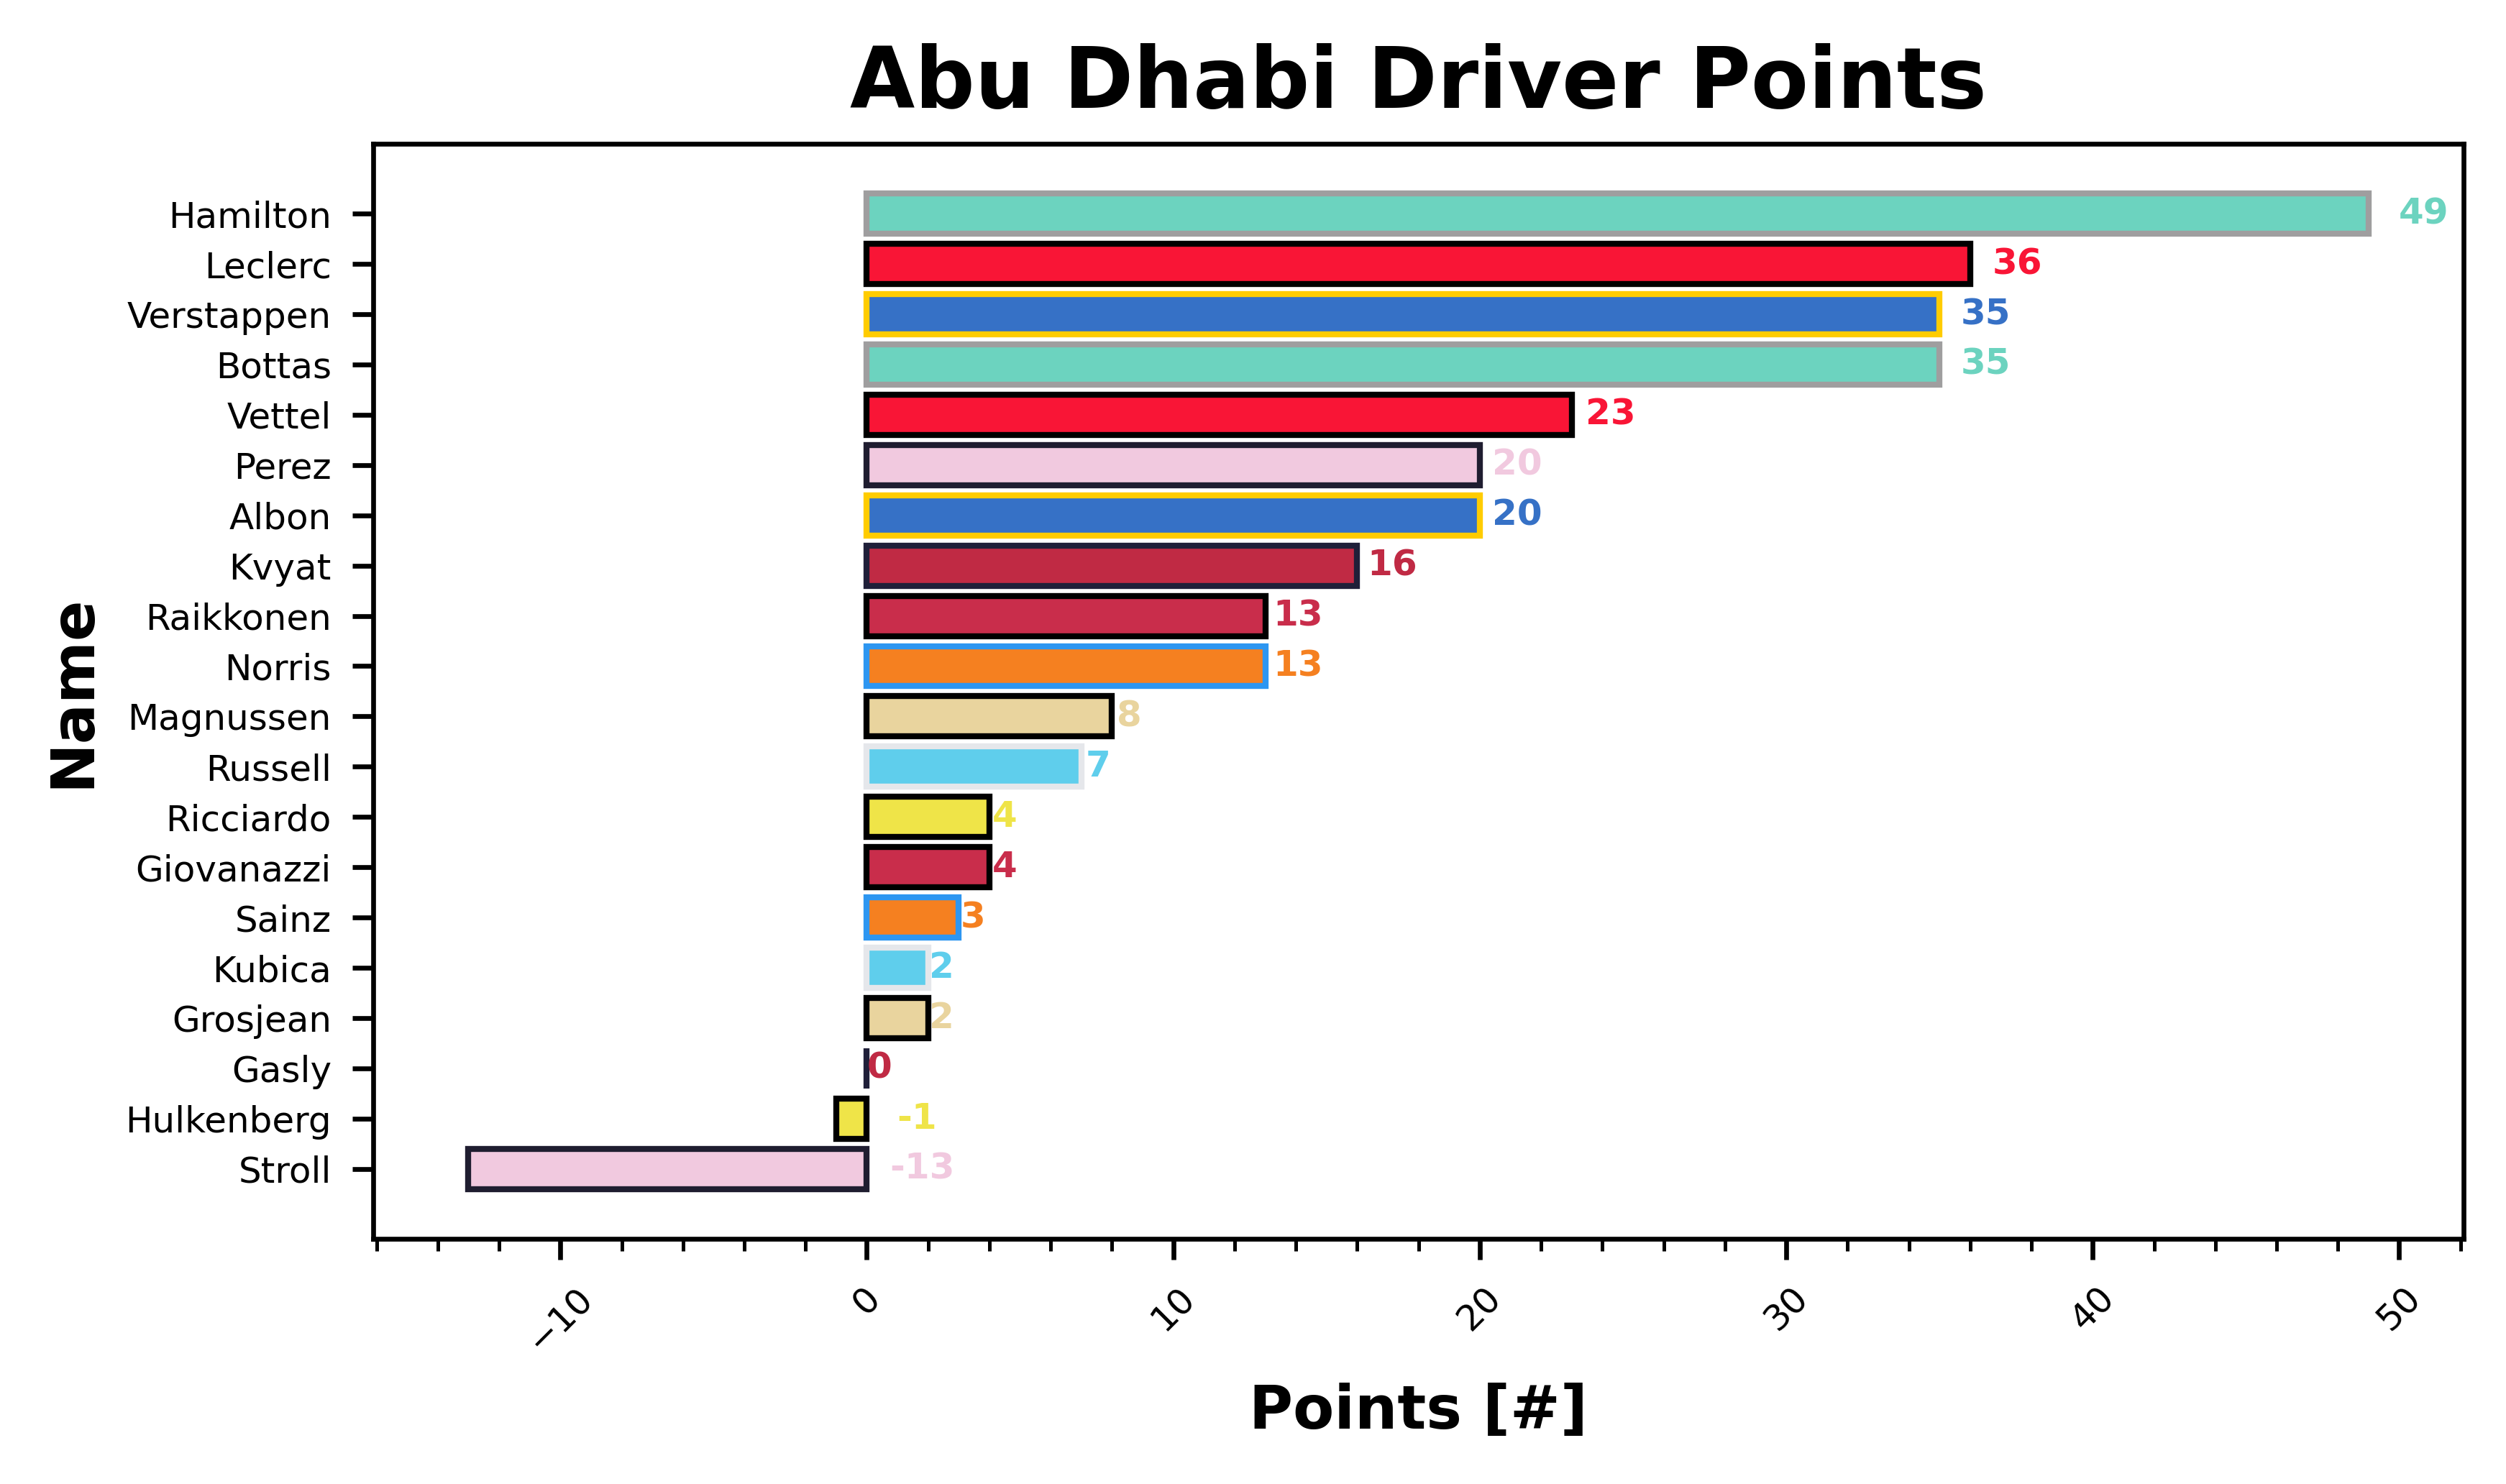 Abu Dhabi Driver Points
Name
Hamilton 49
Leclerc 36
Verstappen 35
Bottas 35
Vettel 23
Perez 20
Albon 20
Kvyat 16
Raikkonen 13
Norris 13
Magnussen 8
Russell 7
Ricciardo 4
Giovanazzi 4
Sainz 3
Kubica 2
Grosjean 2
Gasly 0
Hulkenberg -1
Stroll -13
−10 0 10 20 30 40 50
Points [#]